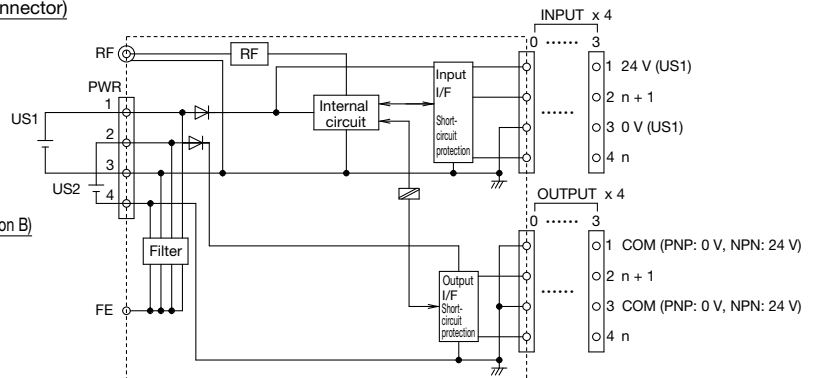 nnector)
INPUT x 4
0 ...... 3
RF
RF
PWR
1
2
3
4
US1
US2
Internal
circuit
Input
I/F
Short-
circuit
protection
......
1 24 V (US1)
2 n + 1
3 0 V (US1)
4 n
on B)
Filter
FE
OUTPUT x 4
0 ...... 3
Output
I/F
Short-
circuit
protection
......
1 COM (PNP: 0 V, NPN: 24 V)
2 n + 1
3 COM (PNP: 0 V, NPN: 24 V)
4 n